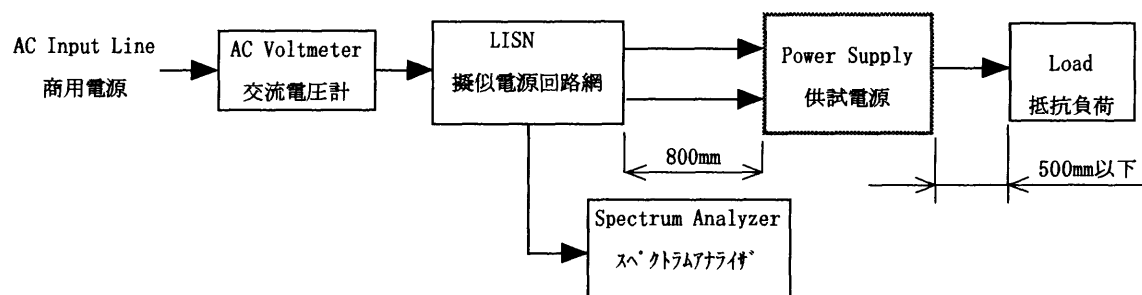 AC Input Line
商用電源
AC Voltmeter
交流電圧計
LISN
擬似電源回路網
Power Supply
供試電源
Load
抵抗負荷
800mm
500mm以下
Spectrum Analyzer
ｽﾍﾟｸﾄﾗﾑｱﾅﾗｲｻﾞ